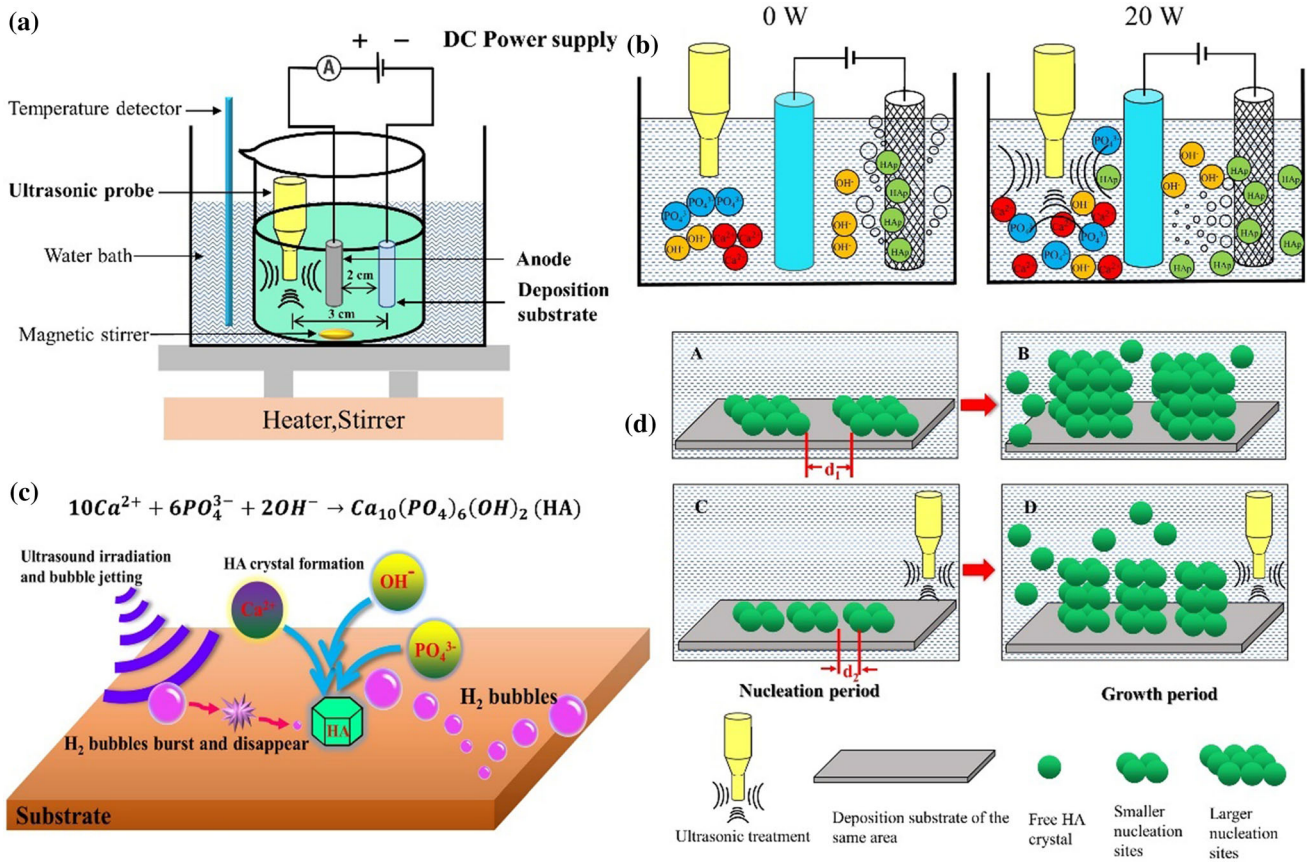 (a)
+ −
DC Power supply
A
Temperature detector
Ultrasonic probe
Water bath
Magnetic stirrer
2 cm
3 cm
Anode
Deposition
substrate
Heater,Stirrer
(b)
0 W
20 W
PO₄³⁻
PO₄³⁻
OH⁻
OH⁻
Ca²⁺
OH⁻
OH⁻
OH⁻
HAp
HAp
HAp
HAp
PO₄³⁻
HAp
Ca²⁺
OH⁻
PO₄³⁻
Ca²⁺
PO₄³⁻
OH⁻
Ca²⁺
OH⁻
OH⁻
OH⁻
HAp
HAp
HAp
HAp
HAp
HAp
HAp
(c)
10Ca²⁺ + 6PO₄³⁻ + 2OH⁻ → Ca₁₀(PO₄)₆(OH)₂ (HA)
Ultrasound irradiation
and bubble jetting
HA crystal formation
Ca²⁺
OH⁻
PO₄³⁻
HA
H₂ bubbles
H₂ bubbles burst and disappear
Substrate
(d)
A
B
d₁
C
D
d₂
Nucleation period
Growth period
Ultrasonic treatment
Deposition substrate of the
same area
Free HA
crystal
Smaller
nucleation
sites
Larger
nucleation
sites